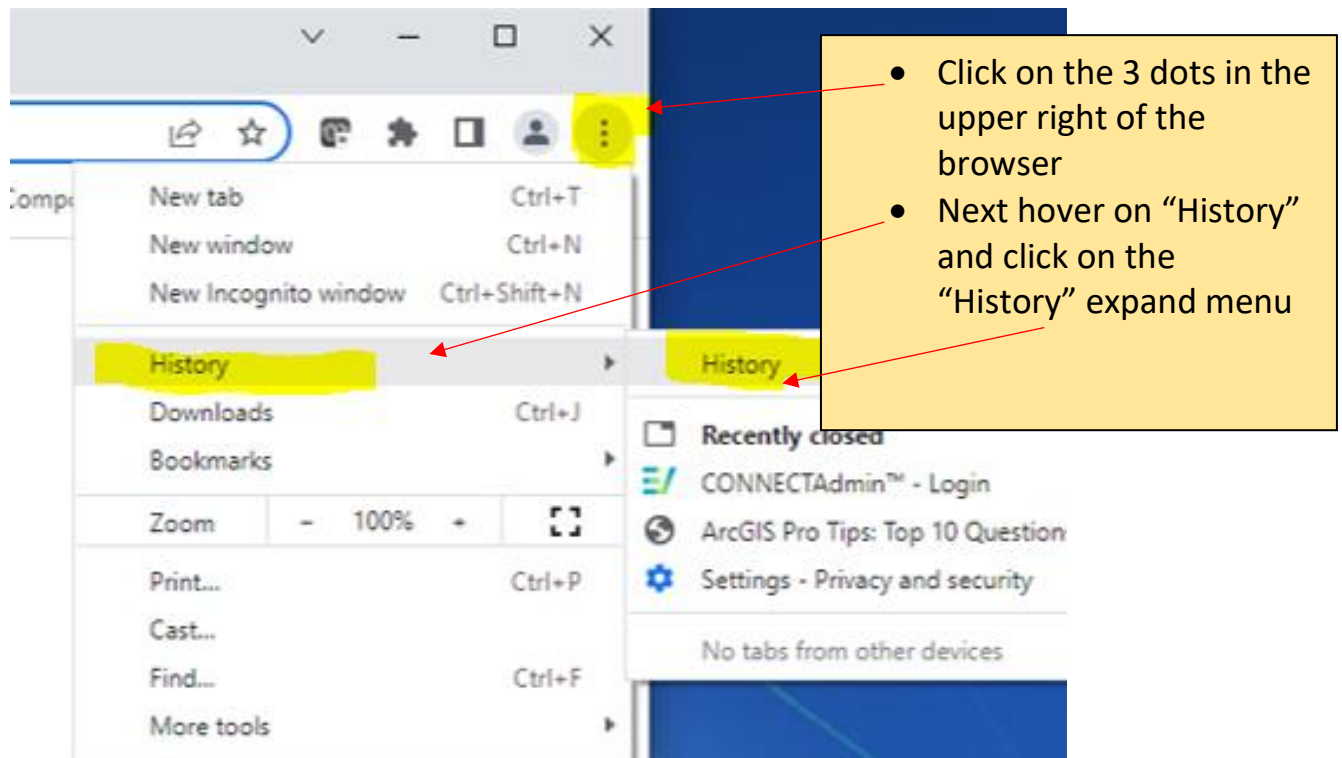 • Click on the 3 dots in the
upper right of the
browser
• Next hover on “History”
and click on the
“History” expand menu
New tab Ctrl+T
New window Ctrl+N
New Incognito window Ctrl+Shift+N
History
Downloads Ctrl+J
Bookmarks
Zoom - 100% +
Print... Ctrl+P
Cast...
Find... Ctrl+F
More tools
History
Recently closed
CONNECTAdmin™ - Login
ArcGIS Pro Tips: Top 10 Question
Settings - Privacy and security
No tabs from other devices